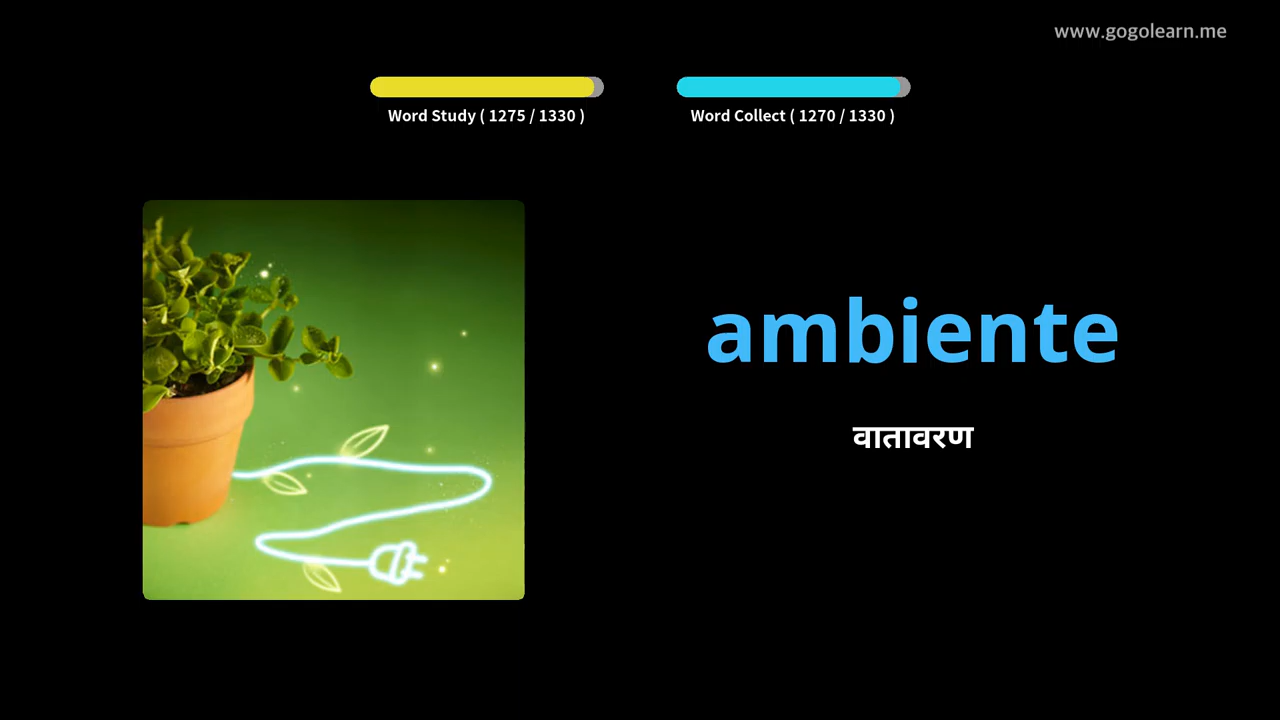 www.gogolearn.me
Word Study ( 1275 / 1330 )
Word Collect ( 1270 / 1330 )
ambiente
वातावरण